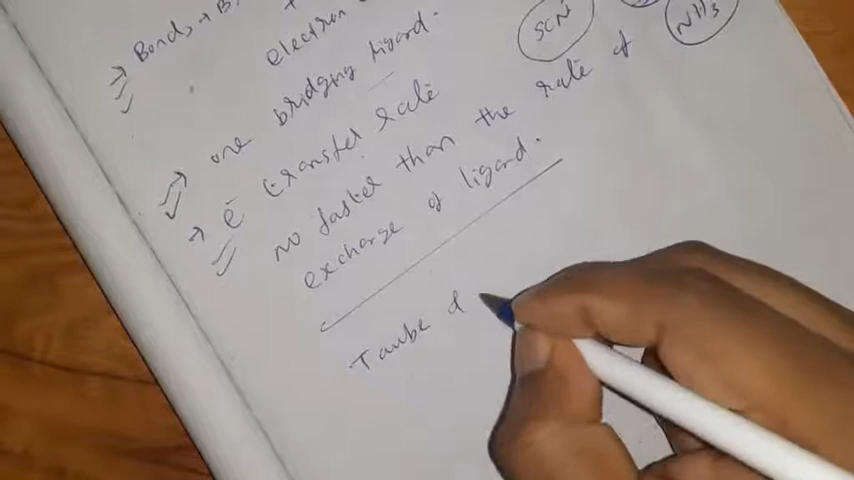 Bonds → B
electron
SCN
NH3
→ one bridging ligand.
→ e transfer rate
no faster than the rate of
exchange of ligand.
Taube &